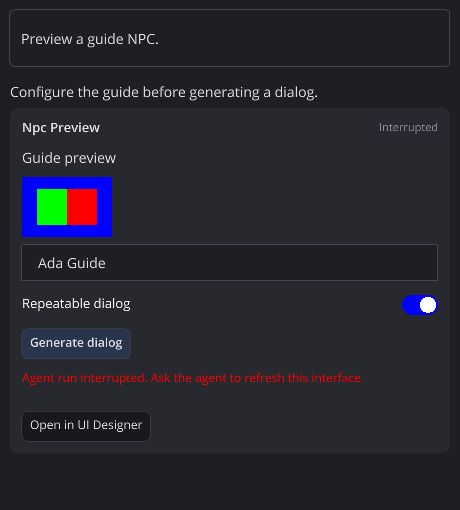 Preview a guide NPC.
Configure the guide before generating a dialog.
Npc Preview
Interrupted
Guide preview
Ada Guide
Repeatable dialog
Generate dialog
Agent run interrupted. Ask the agent to refresh this interface.
Open in UI Designer